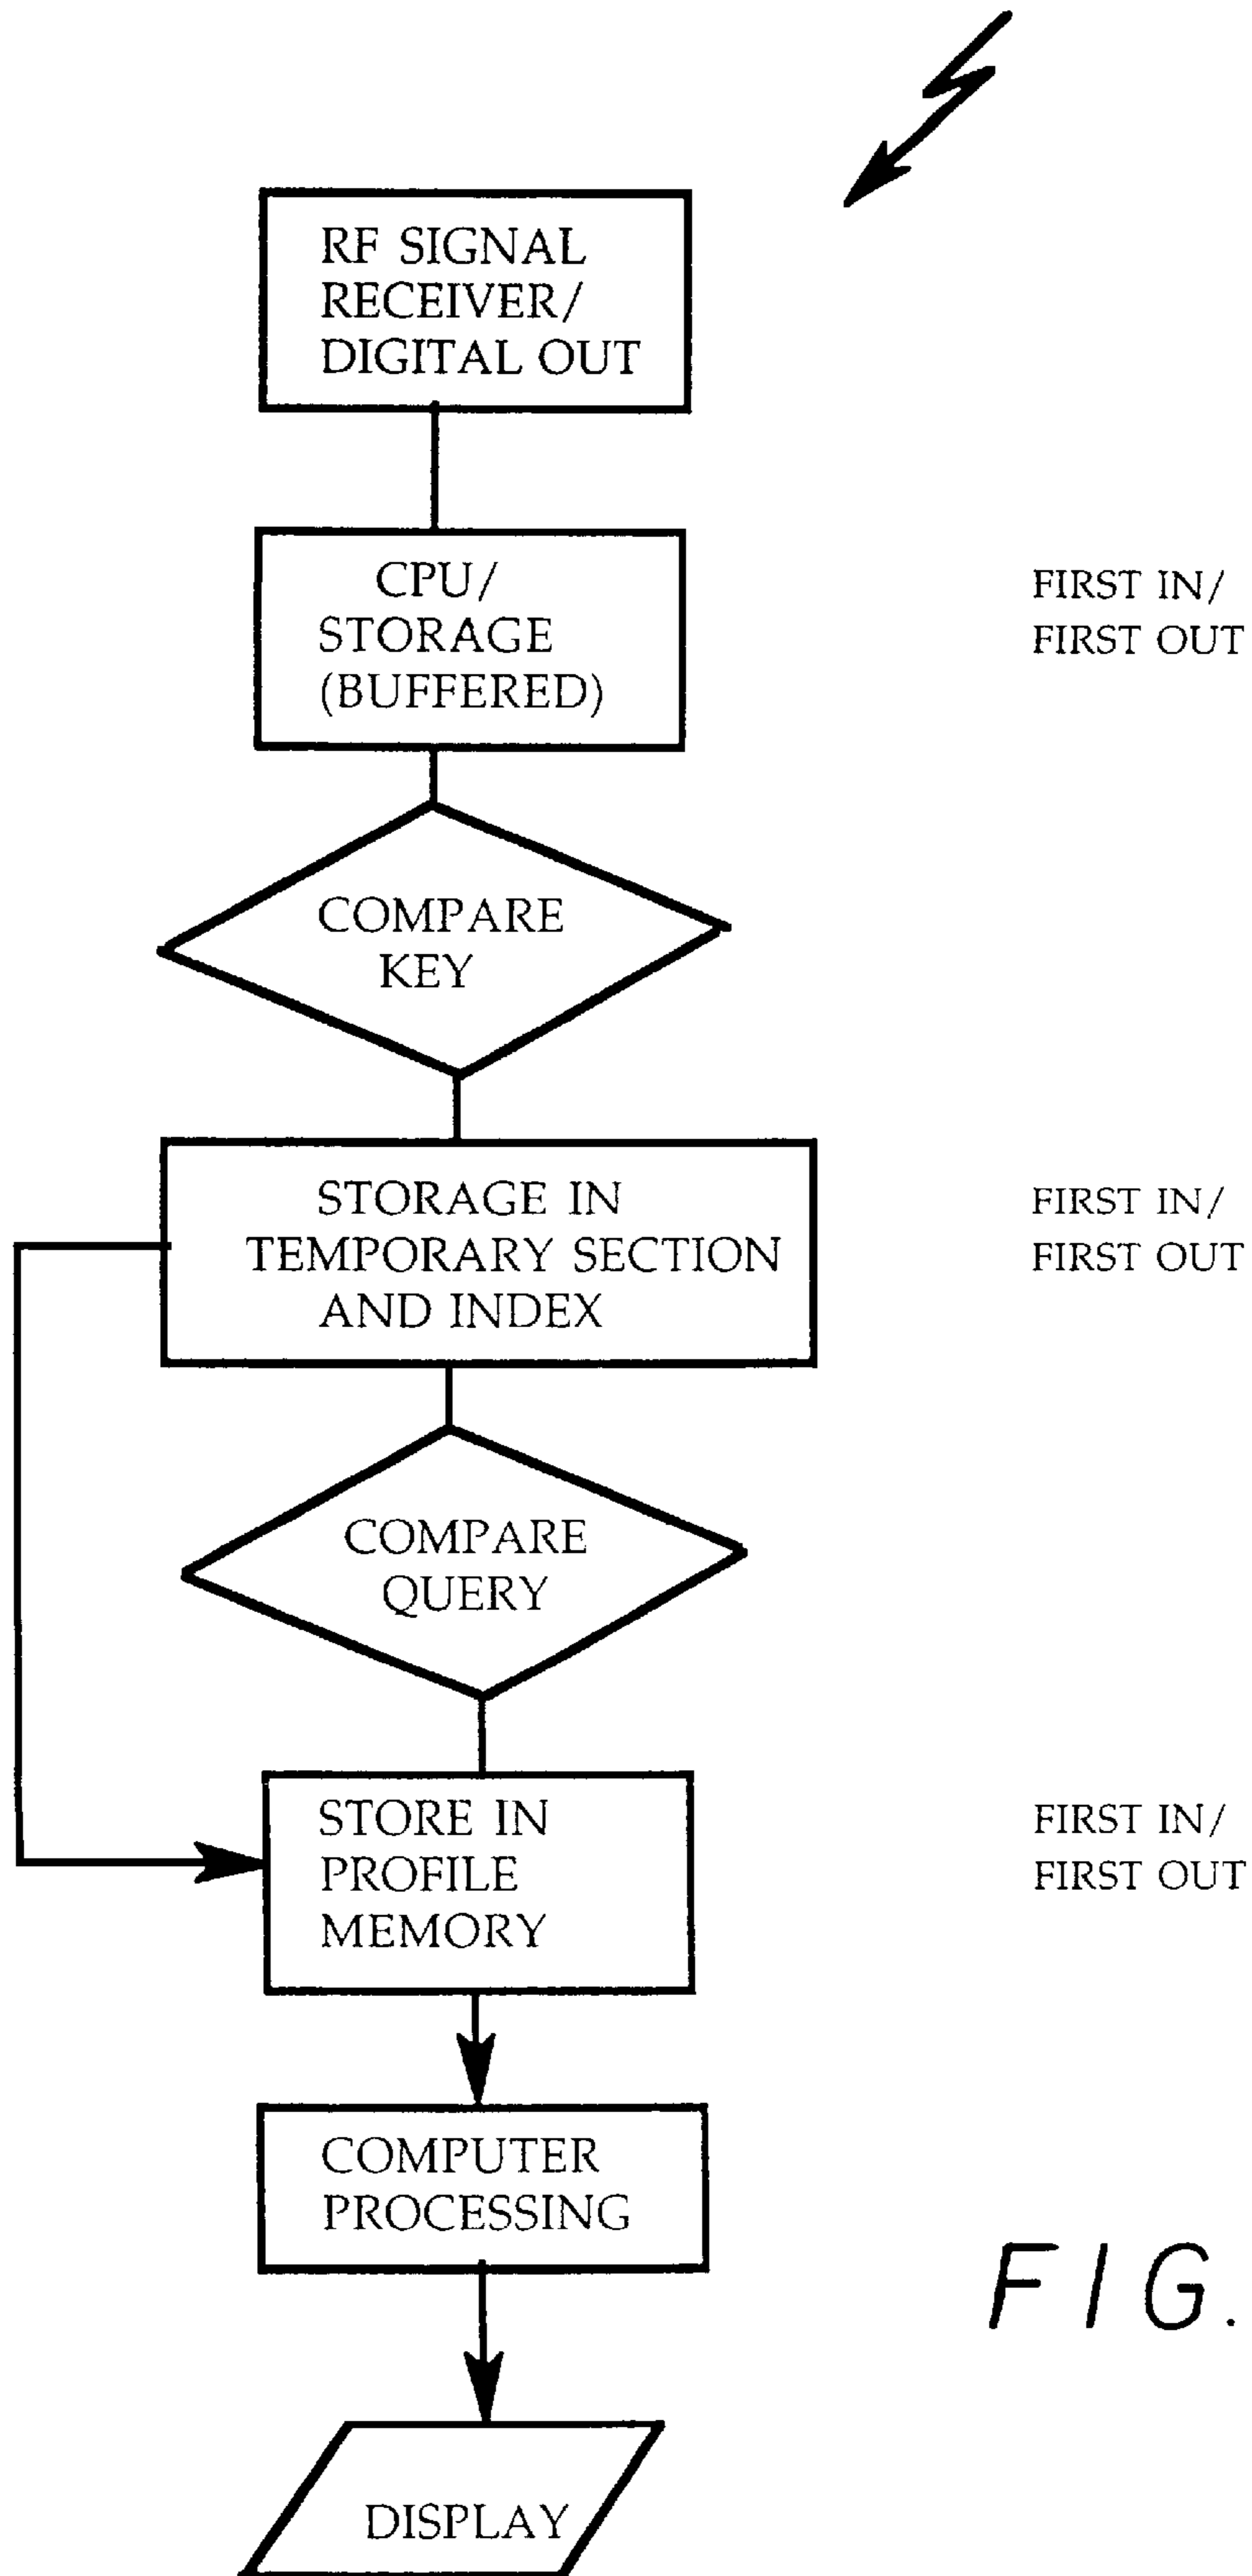 RF SIGNAL
RECEIVER/
DIGITAL OUT
CPU/
STORAGE
(BUFFERED)
FIRST IN/
FIRST OUT
COMPARE
KEY
STORAGE IN
TEMPORARY SECTION
AND INDEX
FIRST IN/
FIRST OUT
COMPARE
QUERY
STORE IN
PROFILE
MEMORY
FIRST IN/
FIRST OUT
COMPUTER
PROCESSING
FIG.
DISPLAY